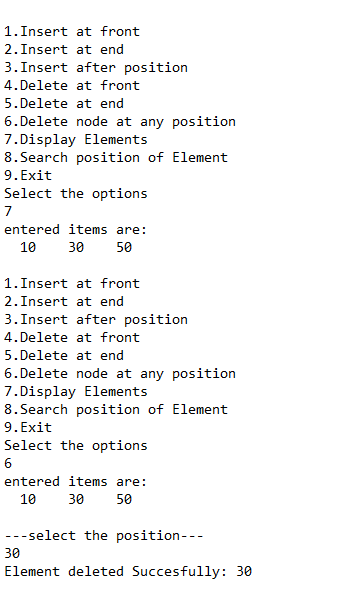 1.Insert at front
2.Insert at end
3.Insert after position
4.Delete at front
5.Delete at end
6.Delete node at any position
7.Display Elements
8.Search position of Element
9.Exit
Select the options
7
entered items are:
  10    30    50
1.Insert at front
2.Insert at end
3.Insert after position
4.Delete at front
5.Delete at end
6.Delete node at any position
7.Display Elements
8.Search position of Element
9.Exit
Select the options
6
entered items are:
  10    30    50
---select the position---
30
Element deleted Succesfully: 30